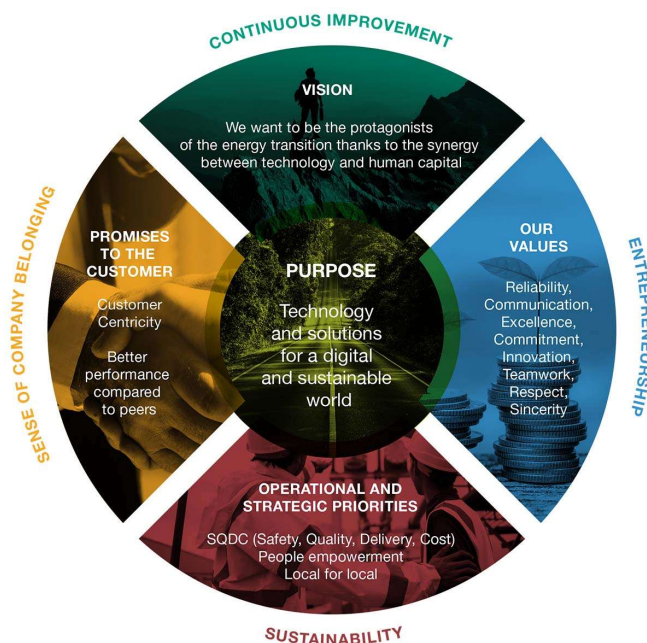 CONTINUOUS IMPROVEMENT
VISION
We want to be the protagonists
of the energy transition thanks to the synergy
between technology and human capital
SENSE OF COMPANY BELONGING
PROMISES
TO THE
CUSTOMER
Customer
Centricity
Better
performance
compared
to peers
PURPOSE
Technology
and solutions
for a digital
and sustainable
world
OUR
VALUES
Reliability,
Communication,
Excellence,
Commitment,
Innovation,
Teamwork,
Respect,
Sincerity
ENTREPRENEURSHIP
OPERATIONAL AND
STRATEGIC PRIORITIES
SQDC (Safety, Quality, Delivery, Cost)
People empowerment
Local for local
SUSTAINABILITY